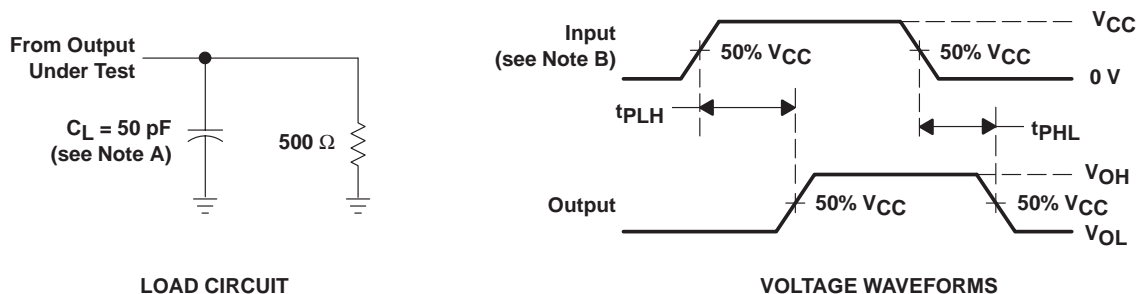 From Output
Under Test
CL = 50 pF
(see Note A)
500 Ω
LOAD CIRCUIT
Input
(see Note B)
50% VCC
50% VCC
VCC
0 V
tPLH
tPHL
Output
50% VCC
50% VCC
VOH
VOL
VOLTAGE WAVEFORMS